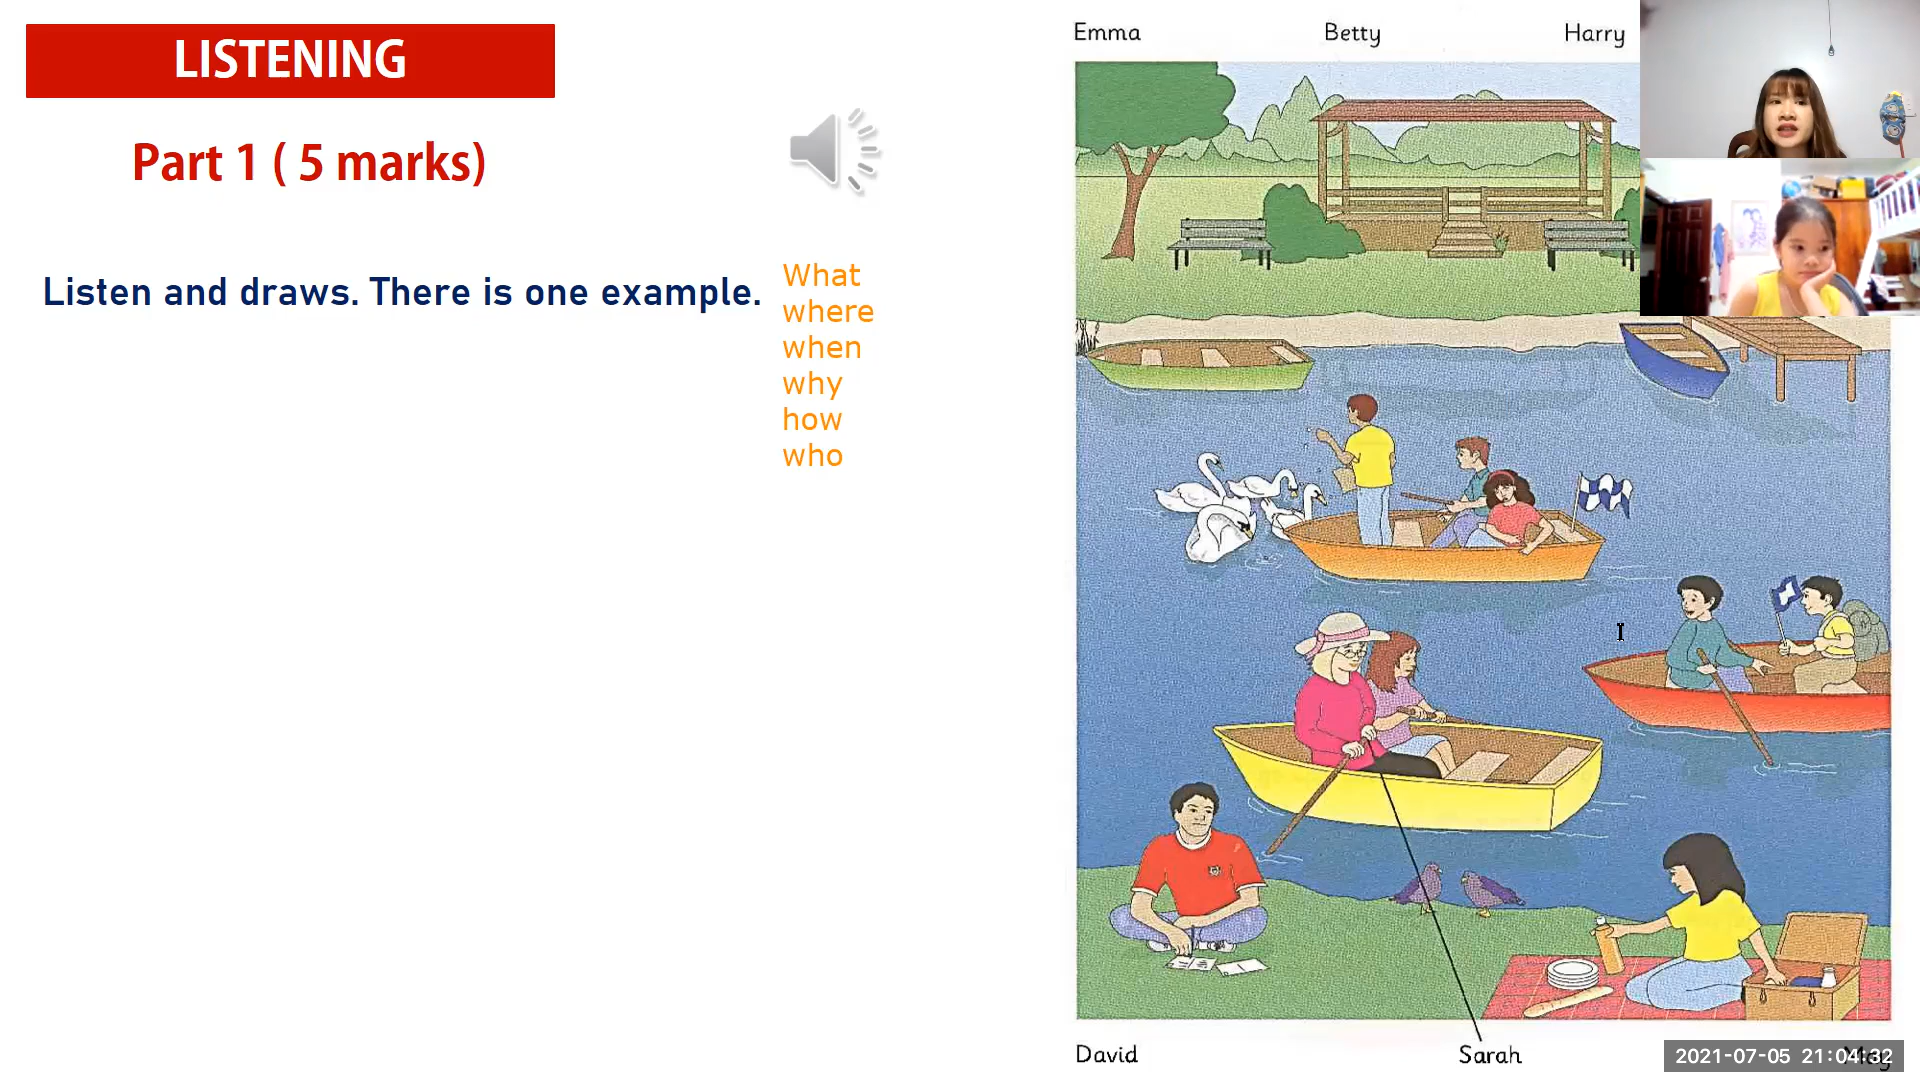 LISTENING
Part 1 ( 5 marks)
Listen and draws. There is one example.
What
where
when
why
how
who
Emma Betty Harry
David Sarah
2021-07-05 21:04:32